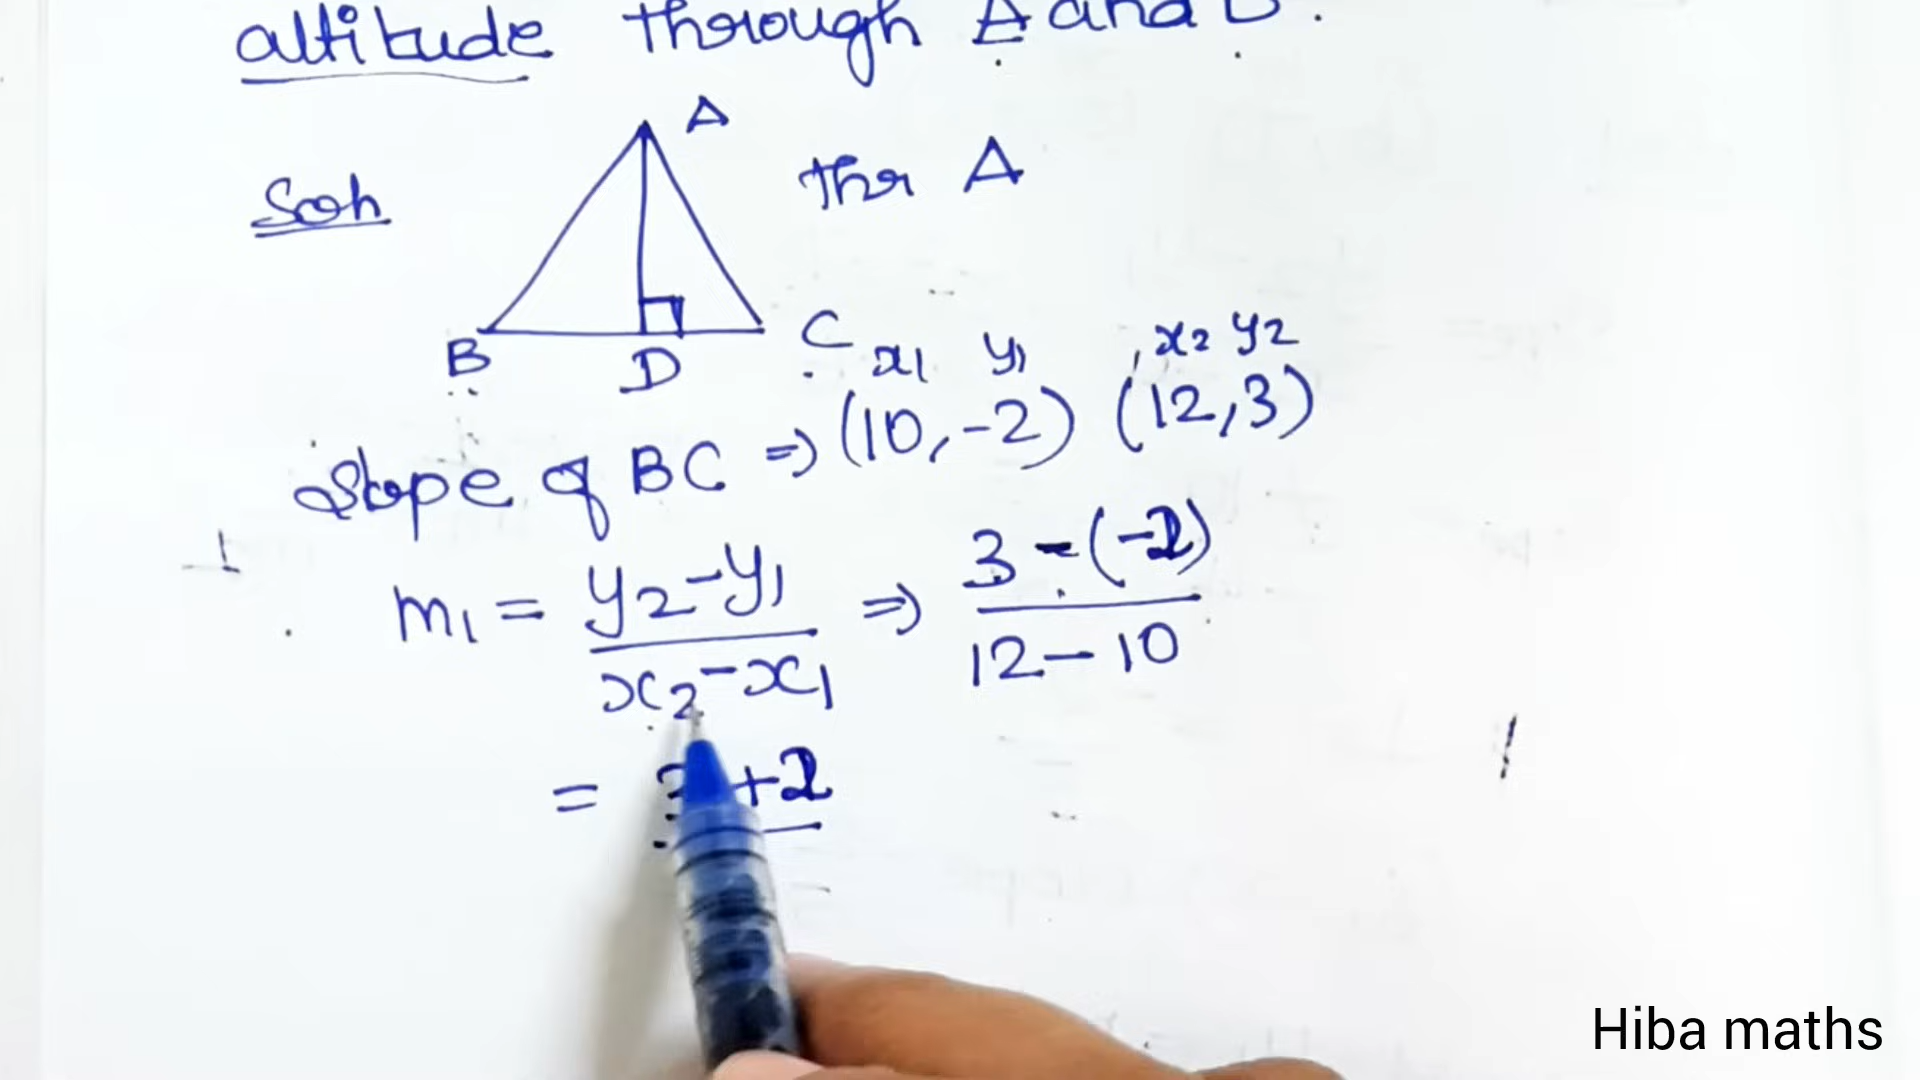 altitude through A and B.
A
Soln
thr A
B D C
x1 y1 x2 y2
Slope of BC ⇒ (10,-2) (12,3)
m1 = y2-y1 / x2-x1 ⇒ 3-(-2) / 12-10
= 3+2
Hiba maths